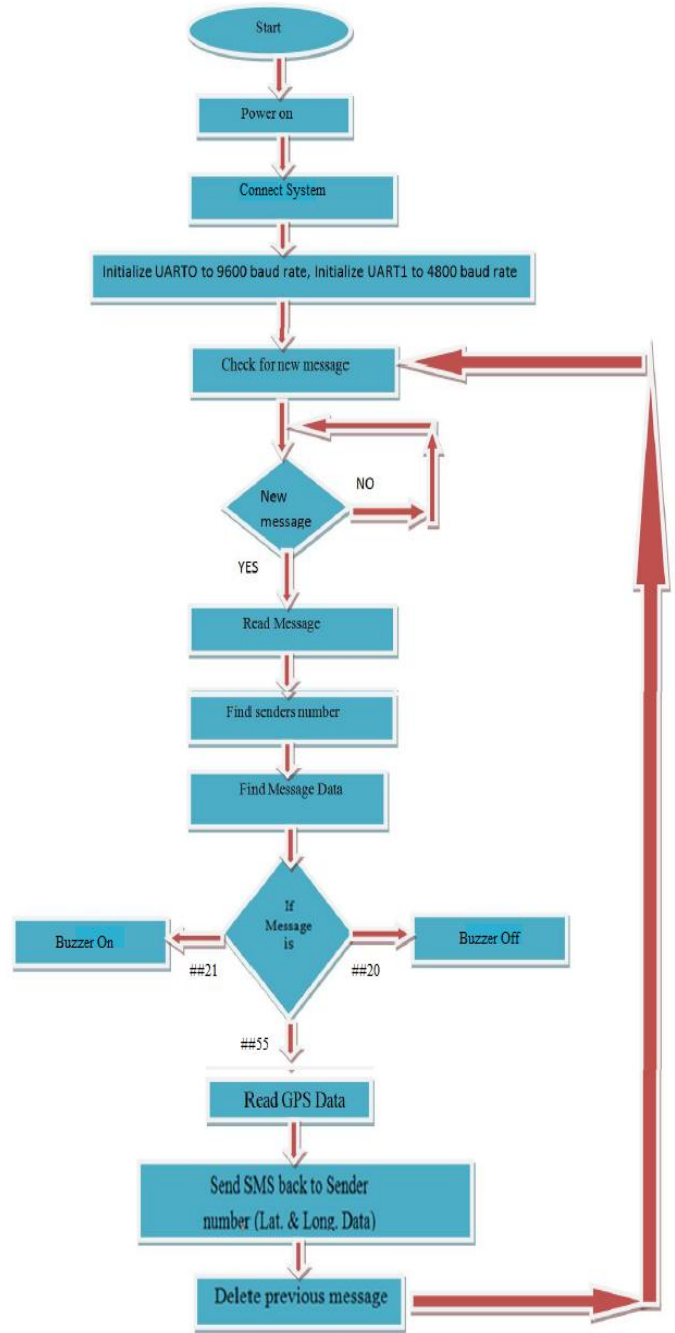 Start
Power on
Connect System
Initialize UARTO to 9600 baud rate, Initialize UART1 to 4800 baud rate
Check for new message
New
message
NO
YES
Read Message
Find senders number
Find Message Data
If
Message
is
Buzzer On
Buzzer Off
##21
##20
##55
Read GPS Data
Send SMS back to Sender
number (Lat. & Long. Data)
Delete previous message